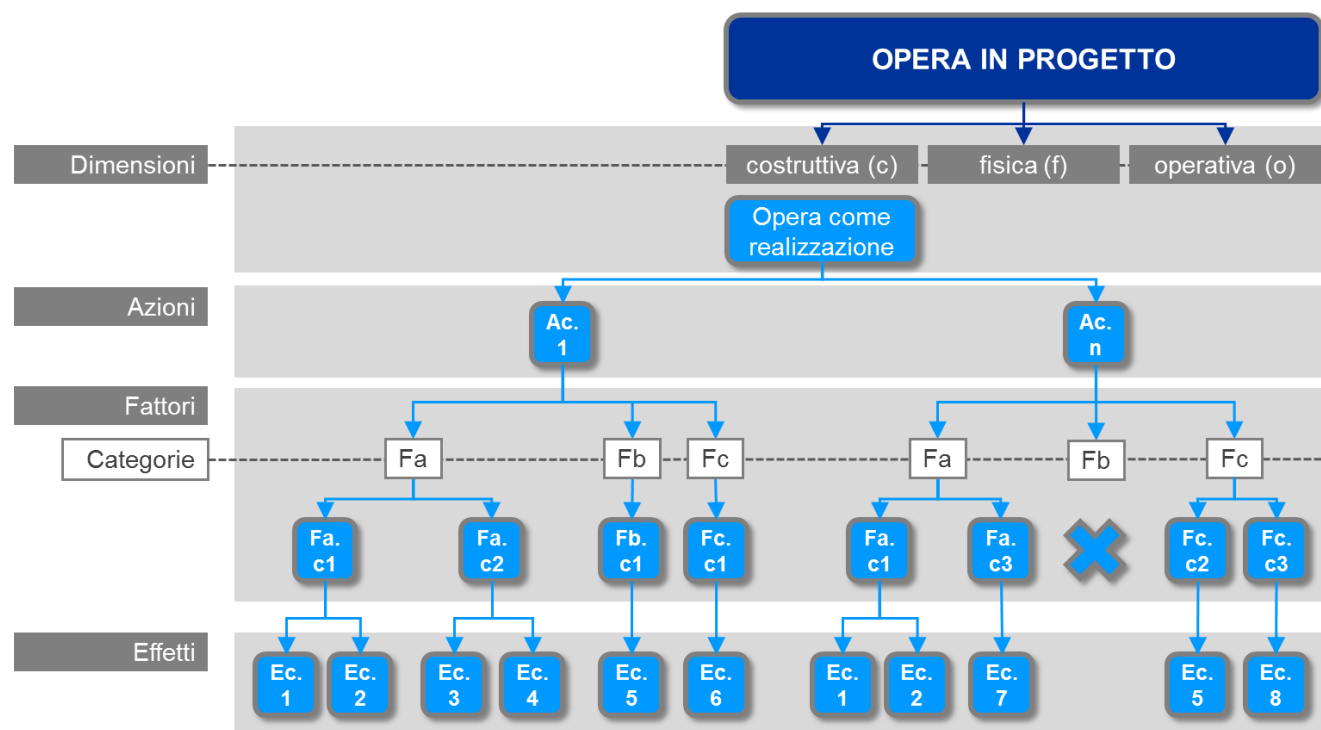 OPERA IN PROGETTO
Dimensioni
costruttiva (c)
fisica (f)
operativa (o)
Opera come
realizzazione
Azioni
Ac.
1
Ac.
n
Fattori
Categorie
Fa
Fb
Fc
Fa
Fb
Fc
Fa.
c1
Fa.
c2
Fb.
c1
Fc.
c1
Fa.
c1
Fa.
c3
Fc.
c2
Fc.
c3
Effetti
Ec.
1
Ec.
2
Ec.
3
Ec.
4
Ec.
5
Ec.
6
Ec.
1
Ec.
2
Ec.
7
Ec.
5
Ec.
8